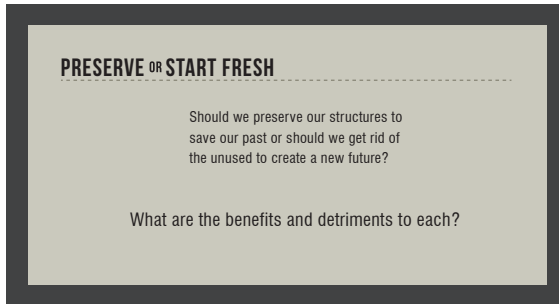 PRESERVE OR START FRESH
Should we preserve our structures to
save our past or should we get rid of
the unused to create a new future?
What are the benefits and detriments to each?